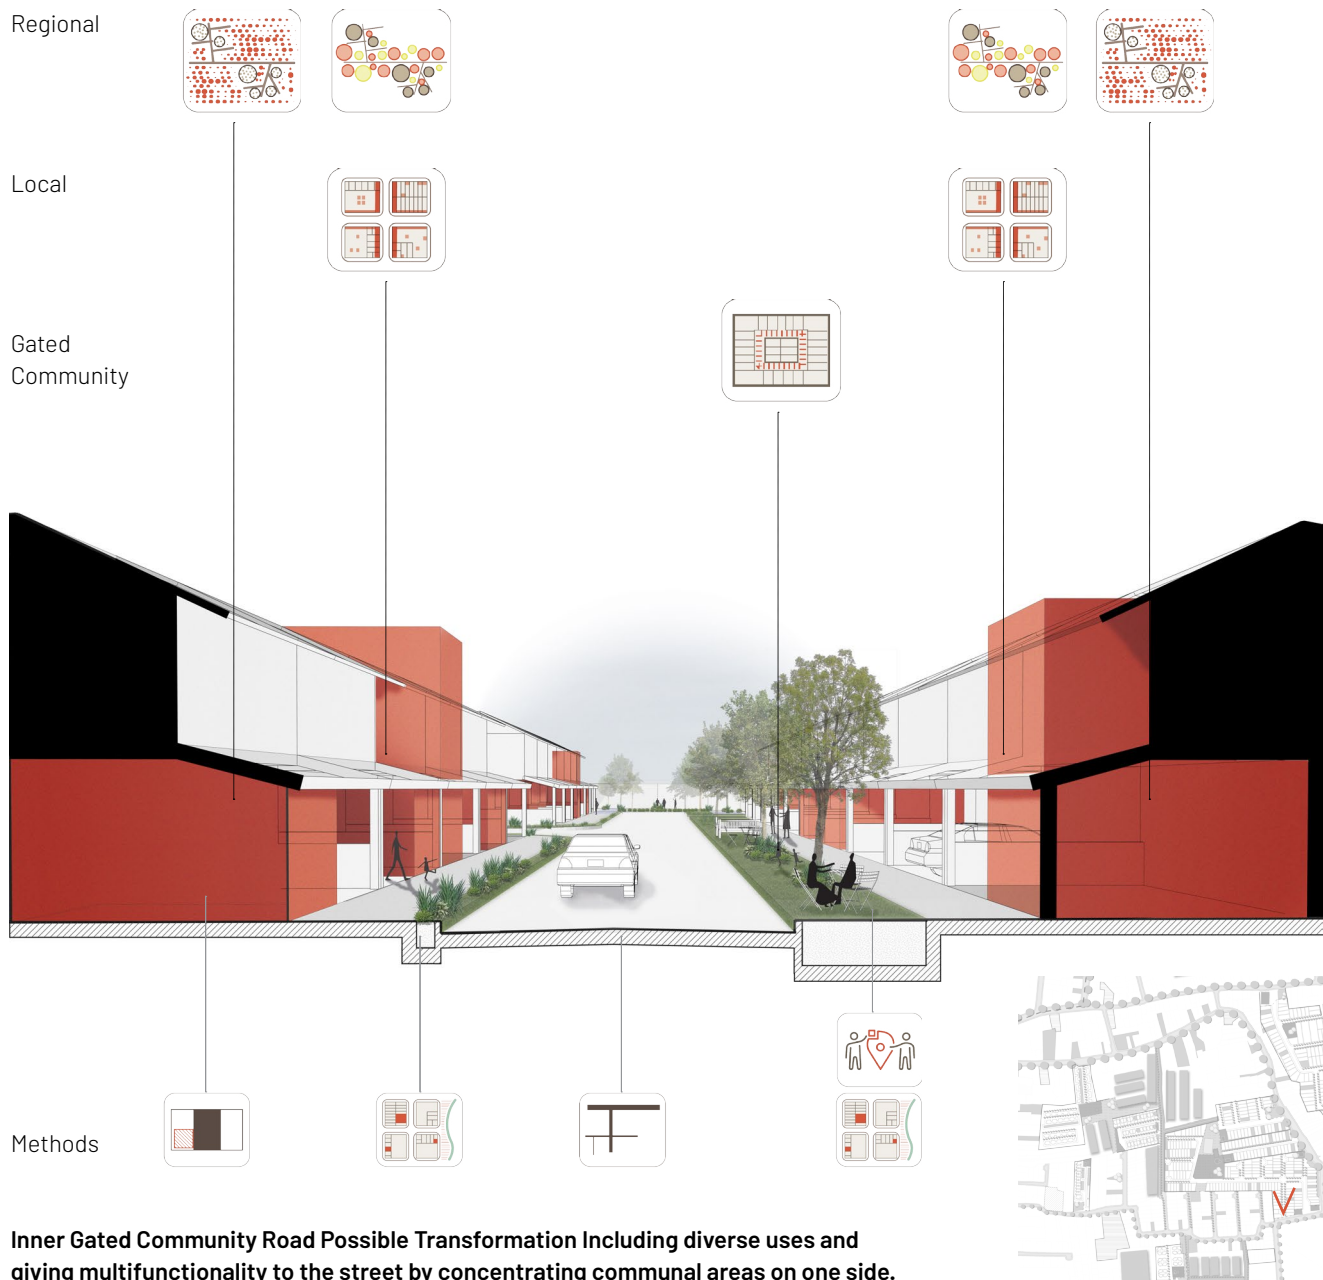 Regional
Local
Gated
Community
Methods
Inner Gated Community Road Possible Transformation Including diverse uses and
giving multifunctionality to the street by concentrating communal areas on one side.